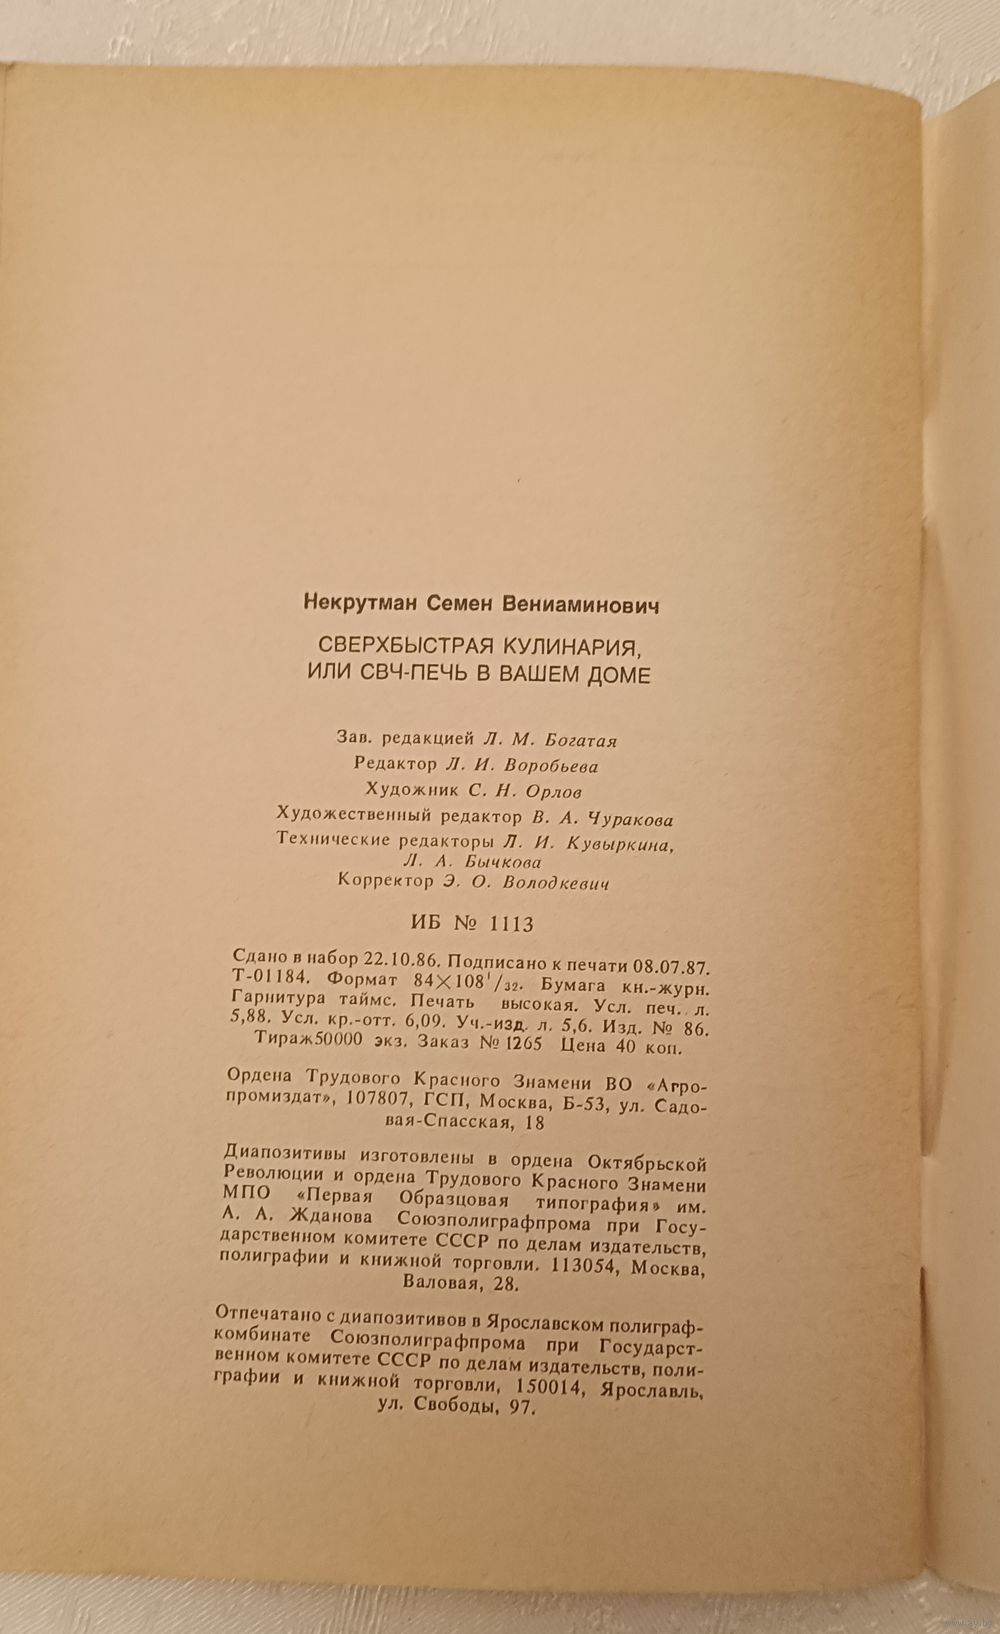 Некрутман Семен Вениаминович
СВЕРХБЫСТРАЯ КУЛИНАРИЯ,
ИЛИ СВЧ-ПЕЧЬ В ВАШЕМ ДОМЕ
Зав. редакцией Л. М. Богатая
Редактор Л. И. Воробьева
Художник С. Н. Орлов
Художественный редактор В. А. Чуракова
Технические редакторы Л. И. Кувыркина,
Л. А. Бычкова
Корректор Э. О. Володкевич
ИБ № 1113
Сдано в набор 22.10.86. Подписано к печати 08.07.87.
Т-01184. Формат 84×108¹/₃₂. Бумага кн.-журн.
Гарнитура таймс. Печать высокая. Усл. печ. л.
5,88. Усл. кр.-отт. 6,09. Уч.-изд. л. 5,6. Изд. № 86.
Тираж50000 экз. Заказ № 1265 Цена 40 коп.
Ордена Трудового Красного Знамени ВО «Агро-
промиздат», 107807, ГСП, Москва, Б-53, ул. Садо-
вая-Спасская, 18
Диапозитивы изготовлены в ордена Октябрьской
Революции и ордена Трудового Красного Знамени
МПО «Первая Образцовая типография» им.
А. А. Жданова Союзполиграфпрома при Госу-
дарственном комитете СССР по делам издательств,
полиграфии и книжной торговли. 113054, Москва,
Валовая, 28.
Отпечатано с диапозитивов в Ярославском полиграф-
комбинате Союзполиграфпрома при Государст-
венном комитете СССР по делам издательств, поли-
графии и книжной торговли, 150014, Ярославль,
ул. Свободы, 97.